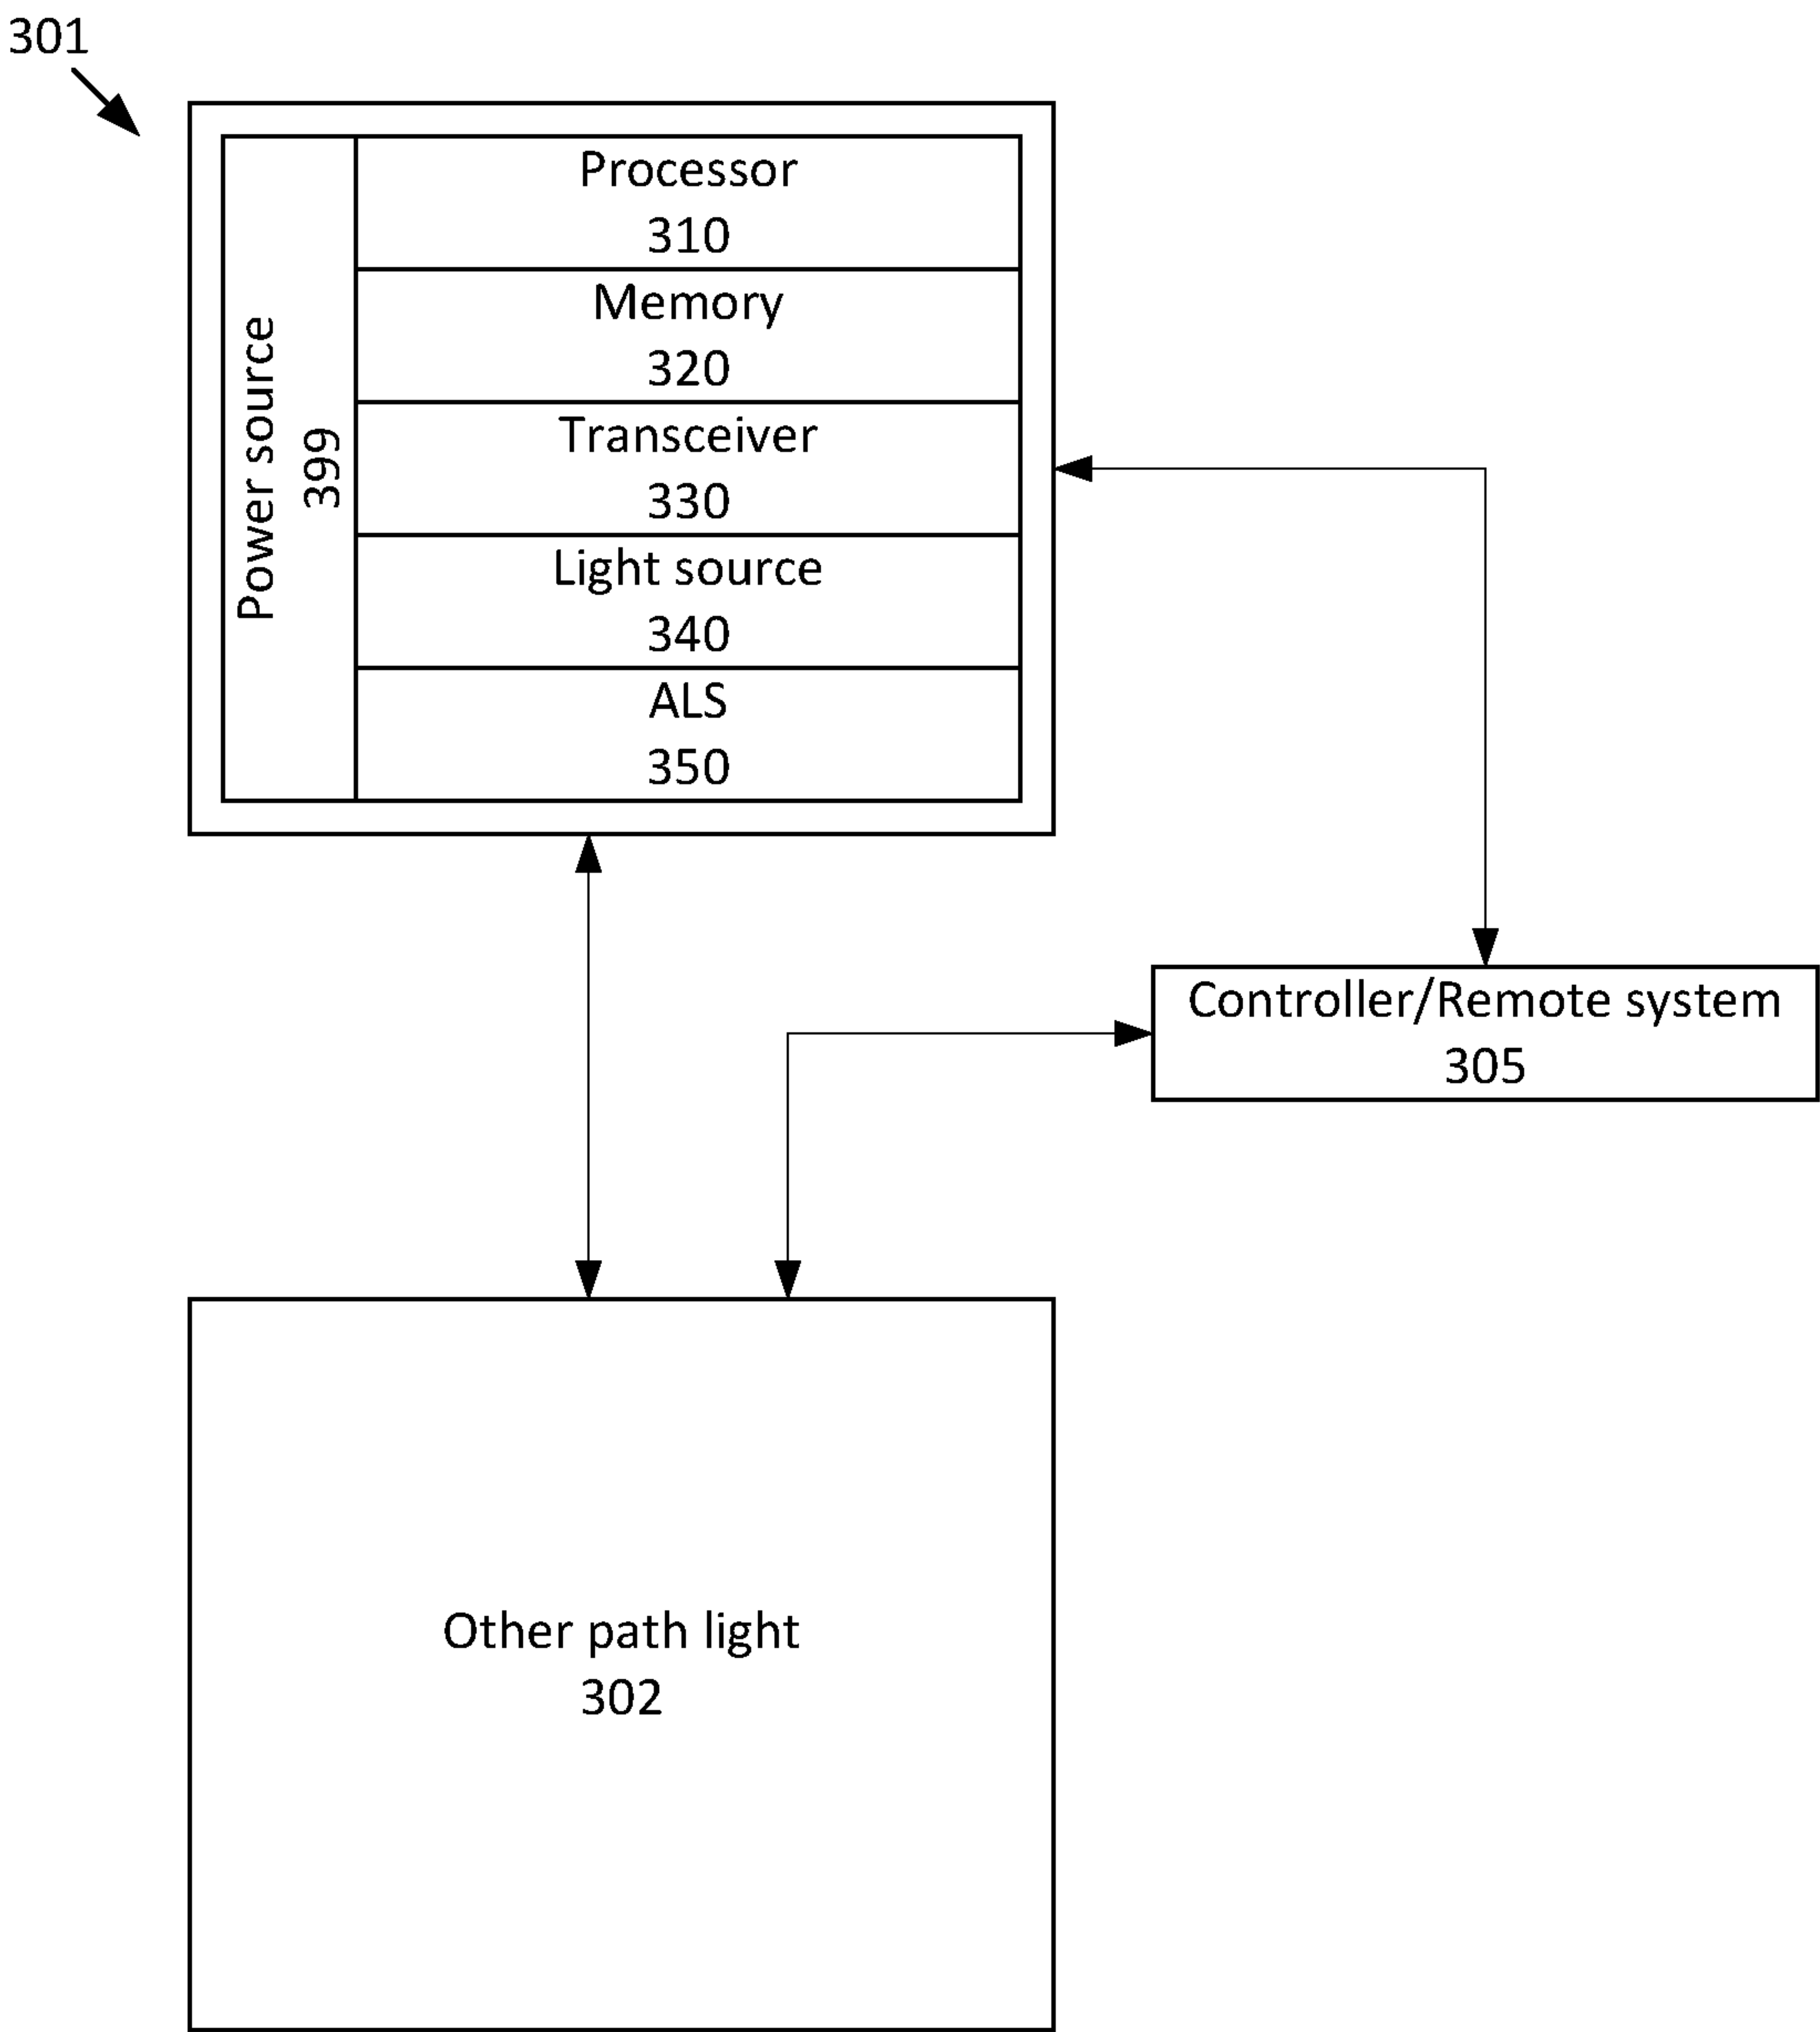 301
Power source
399
Processor
310
Memory
320
Transceiver
330
Light source
340
ALS
350
Controller/Remote system
305
Other path light
302